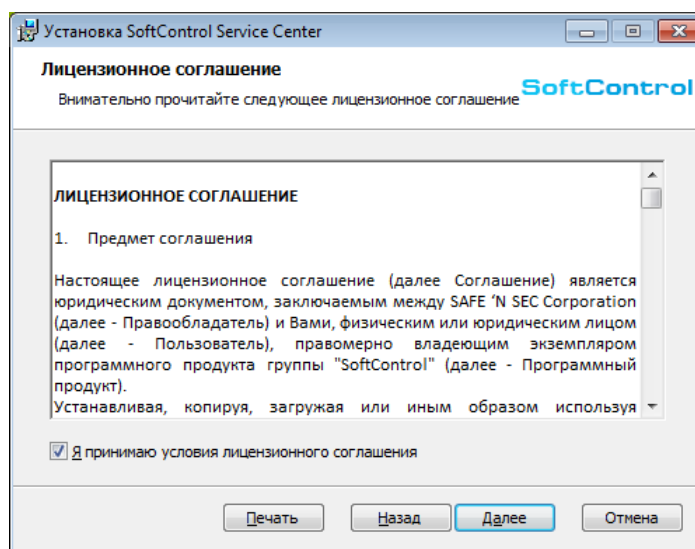 Установка SoftControl Service Center
Лицензионное соглашение
Внимательно прочитайте следующее лицензионное соглашение
SoftControl
ЛИЦЕНЗИОННОЕ СОГЛАШЕНИЕ
1. Предмет соглашения
Настоящее лицензионное соглашение (далее Соглашение) является
юридическим документом, заключаемым между SAFE ‘N SEC Corporation
(далее - Правообладатель) и Вами, физическим или юридическим лицом
(далее - Пользователь), правомерно владеющим экземпляром
программного продукта группы "SoftControl" (далее - Программный
продукт).
Устанавливая, копируя, загружая или иным образом используя
Я принимаю условия лицензионного соглашения
Печать Назад Далее Отмена